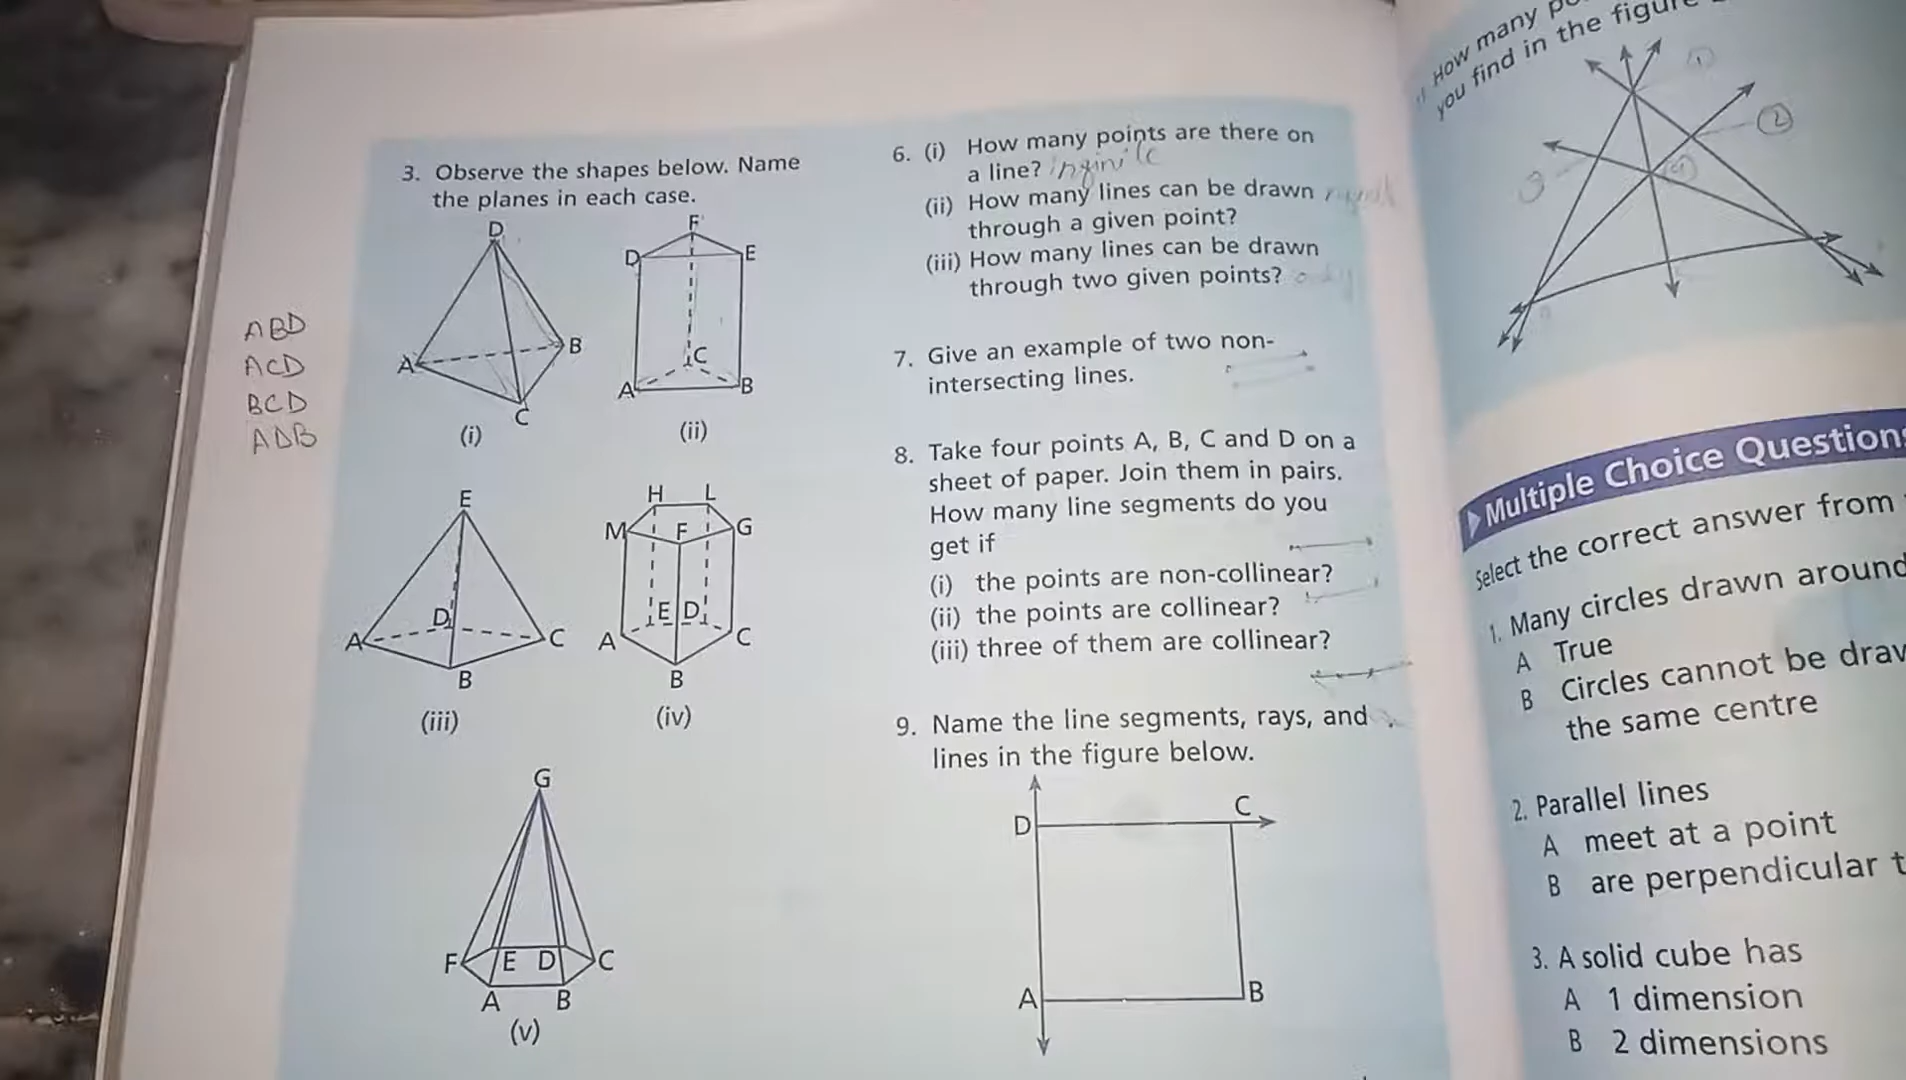 3. Observe the shapes below. Name
the planes in each case.
D
A
B
C
(i)
F
D
E
C
A
B
(ii)
ABD
ACD
BCD
ADB
E
D
A
C
B
(iii)
H L
M F G
E D
A C
B
(iv)
G
F E D C
A B
(v)
6. (i) How many points are there on
a line?
(ii) How many lines can be drawn
through a given point?
(iii) How many lines can be drawn
through two given points?
7. Give an example of two non-
intersecting lines.
8. Take four points A, B, C and D on a
sheet of paper. Join them in pairs.
How many line segments do you
get if
(i) the points are non-collinear?
(ii) the points are collinear?
(iii) three of them are collinear?
9. Name the line segments, rays, and
lines in the figure below.
D C
A B
How many
you find in the figure
1
2
3
Multiple Choice Questions
Select the correct answer from
1. Many circles drawn around
A True
B Circles cannot be draw
the same centre
2. Parallel lines
A meet at a point
B are perpendicular t
3. A solid cube has
A 1 dimension
B 2 dimensions